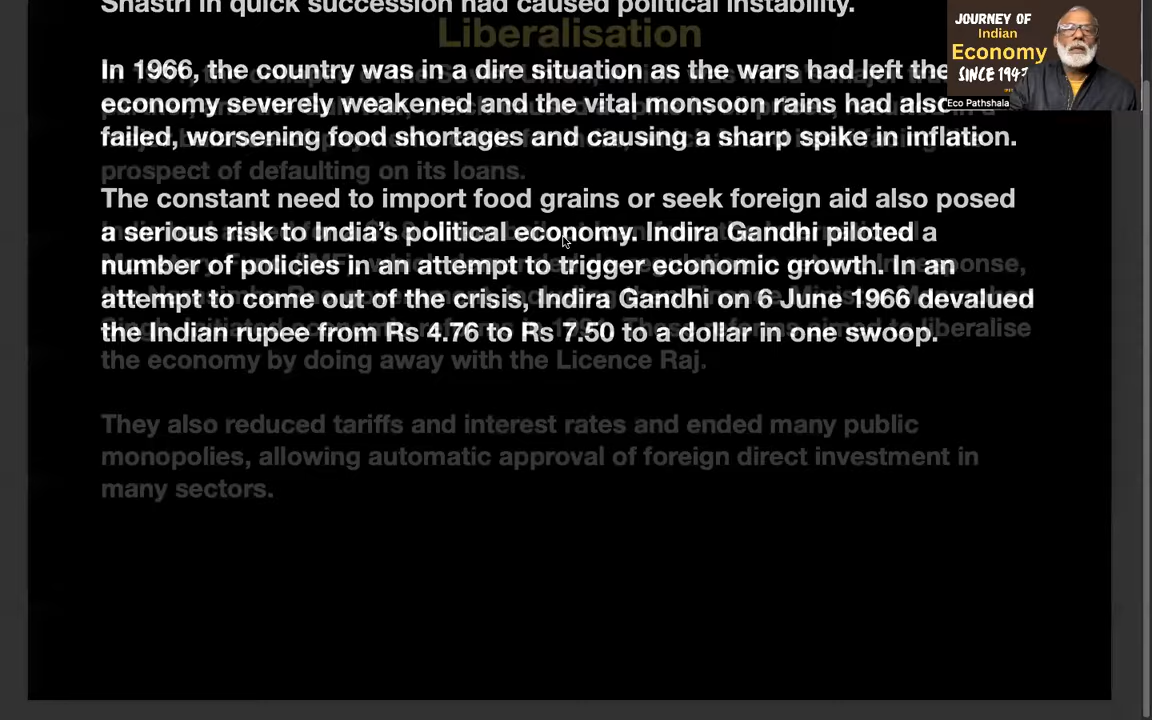 Shastri in quick succession had caused political instability.
Liberalisation
In 1966, the country was in a dire situation as the wars had left the
economy severely weakened and the vital monsoon rains had also
failed, worsening food shortages and causing a sharp spike in inflation.
prospect of defaulting on its loans.
The constant need to import food grains or seek foreign aid also posed
a serious risk to India’s political economy. Indira Gandhi piloted a
number of policies in an attempt to trigger economic growth. In an
attempt to come out of the crisis, Indira Gandhi on 6 June 1966 devalued
the Indian rupee from Rs 4.76 to Rs 7.50 to a dollar in one swoop.
the economy by doing away with the Licence Raj.
They also reduced tariffs and interest rates and ended many public
monopolies, allowing automatic approval of foreign direct investment in
many sectors.
JOURNEY OF
Indian
Economy
SINCE 1947
Eco Pathshala